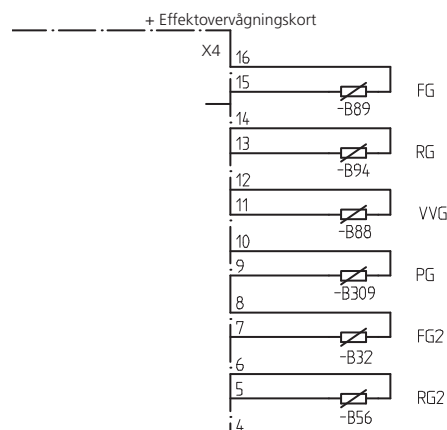 + Effektovervågningskort
X4
16
15
-B89
FG
14
13
-B94
RG
12
11
-B88
VVG
10
9
-B309
PG
8
7
-B32
FG2
6
5
-B56
RG2
4